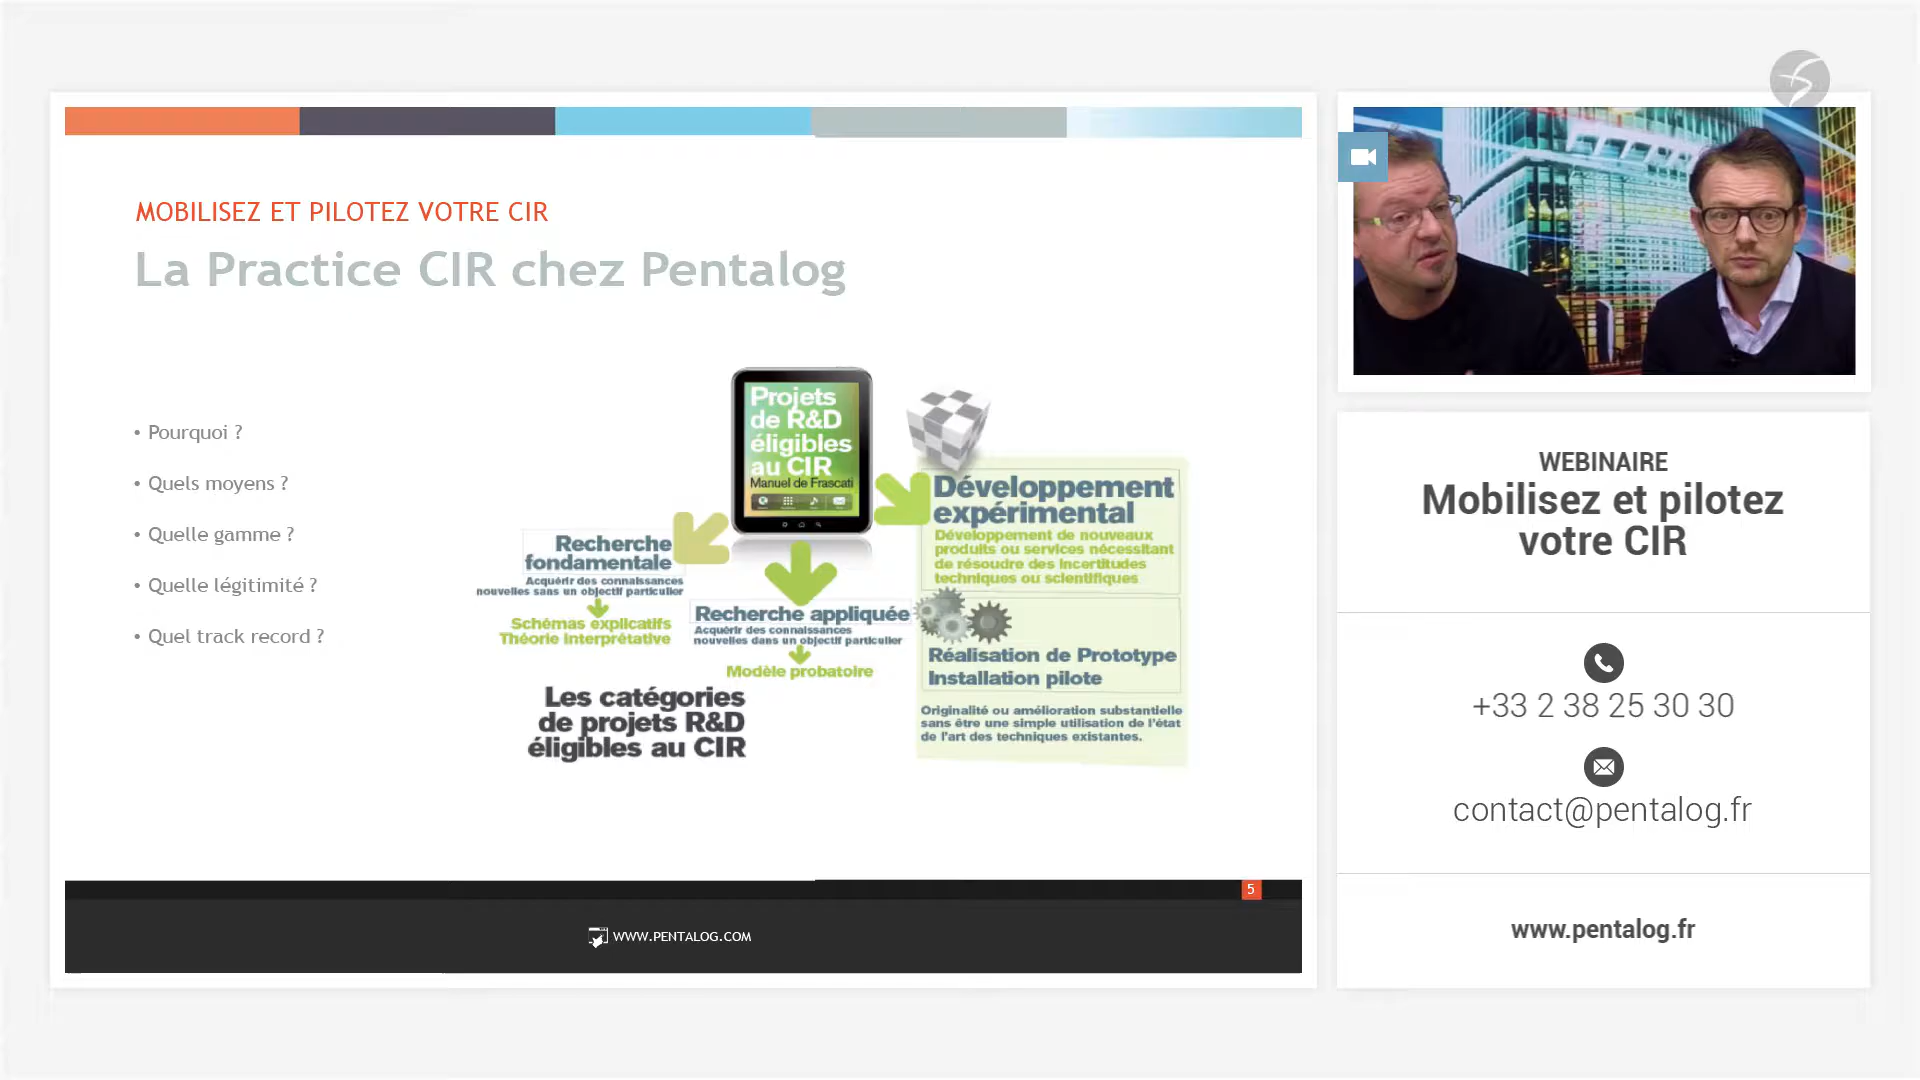 MOBILISEZ ET PILOTEZ VOTRE CIR
La Practice CIR chez Pentalog
• Pourquoi ?
• Quels moyens ?
• Quelle gamme ?
• Quelle légitimité ?
• Quel track record ?
Projets
de R&D
éligibles
au CIR
Manuel de Frascati
Recherche
fondamentale
Acquérir des connaissances
nouvelles sans un objectif particulier
Schémas explicatifs
Théorie interprétative
Recherche appliquée
Acquérir des connaissances
nouvelles dans un objectif particulier
Modèle probatoire
Développement
expérimental
Développement de nouveaux
produits ou services nécessitant
de résoudre des incertitudes
techniques ou scientifiques
Réalisation de Prototype
Installation pilote
Originalité ou amélioration substantielle
sans être une simple utilisation de l'état
de l'art des techniques existantes.
Les catégories
de projets R&D
éligibles au CIR
5
WWW.PENTALOG.COM
WEBINAIRE
Mobilisez et pilotez
votre CIR
+33 2 38 25 30 30
contact@pentalog.fr
www.pentalog.fr